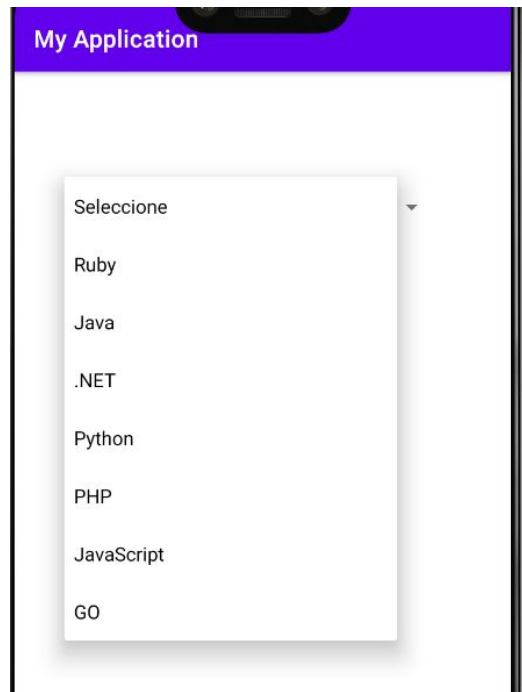 My Application
Seleccione
Ruby
Java
.NET
Python
PHP
JavaScript
GO